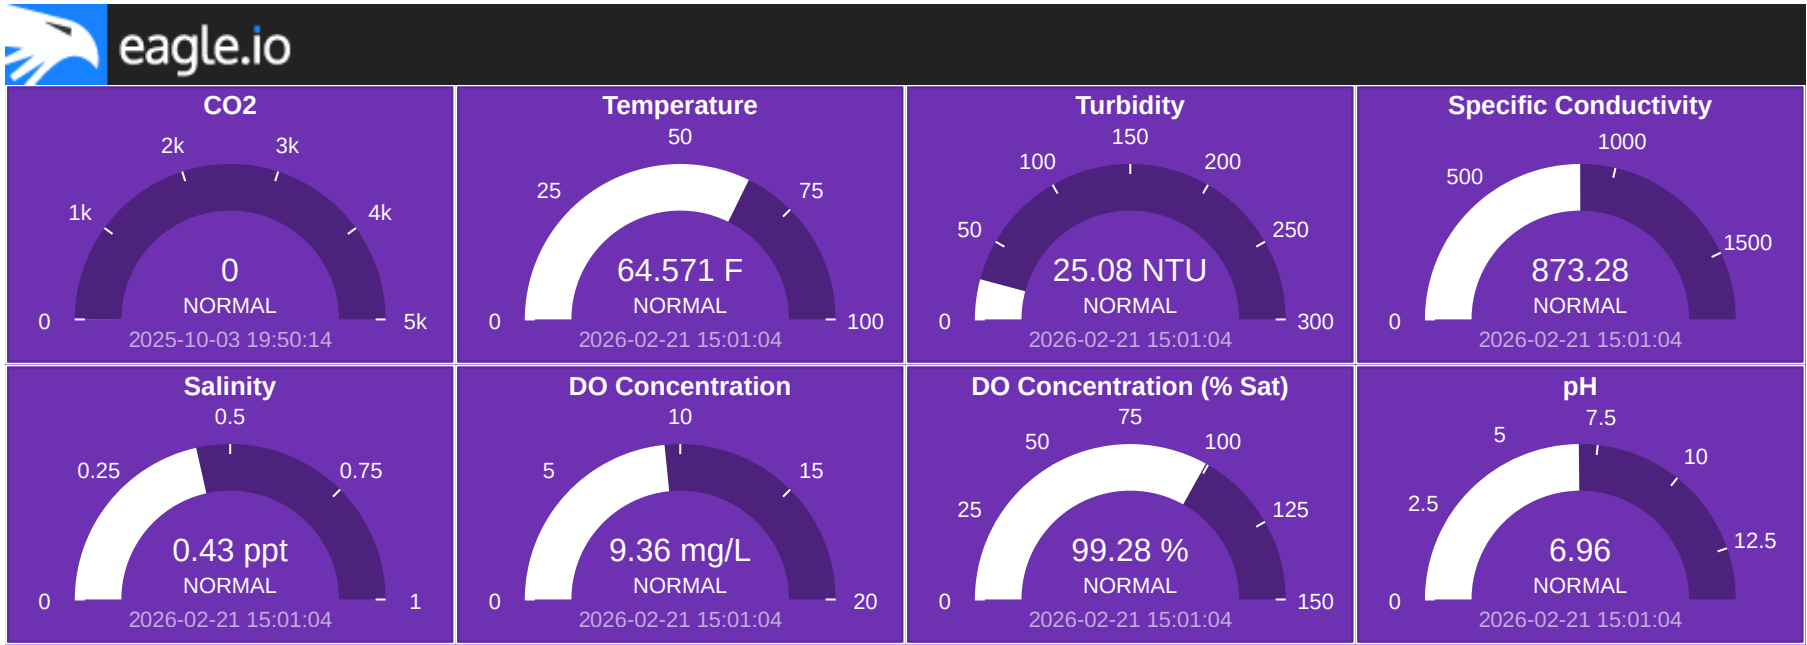 eagle.io
CO2
0
1k
2k
3k
4k
5k
0
NORMAL
2025-10-03 19:50:14
Temperature
0
25
50
75
100
64.571 F
NORMAL
2026-02-21 15:01:04
Turbidity
0
50
100
150
200
250
300
25.08 NTU
NORMAL
2026-02-21 15:01:04
Specific Conductivity
0
500
1000
1500
873.28
NORMAL
2026-02-21 15:01:04
Salinity
0
0.25
0.5
0.75
1
0.43 ppt
NORMAL
2026-02-21 15:01:04
DO Concentration
0
5
10
15
20
9.36 mg/L
NORMAL
2026-02-21 15:01:04
DO Concentration (% Sat)
0
25
50
75
100
125
150
99.28 %
NORMAL
2026-02-21 15:01:04
pH
0
2.5
5
7.5
10
12.5
6.96
NORMAL
2026-02-21 15:01:04